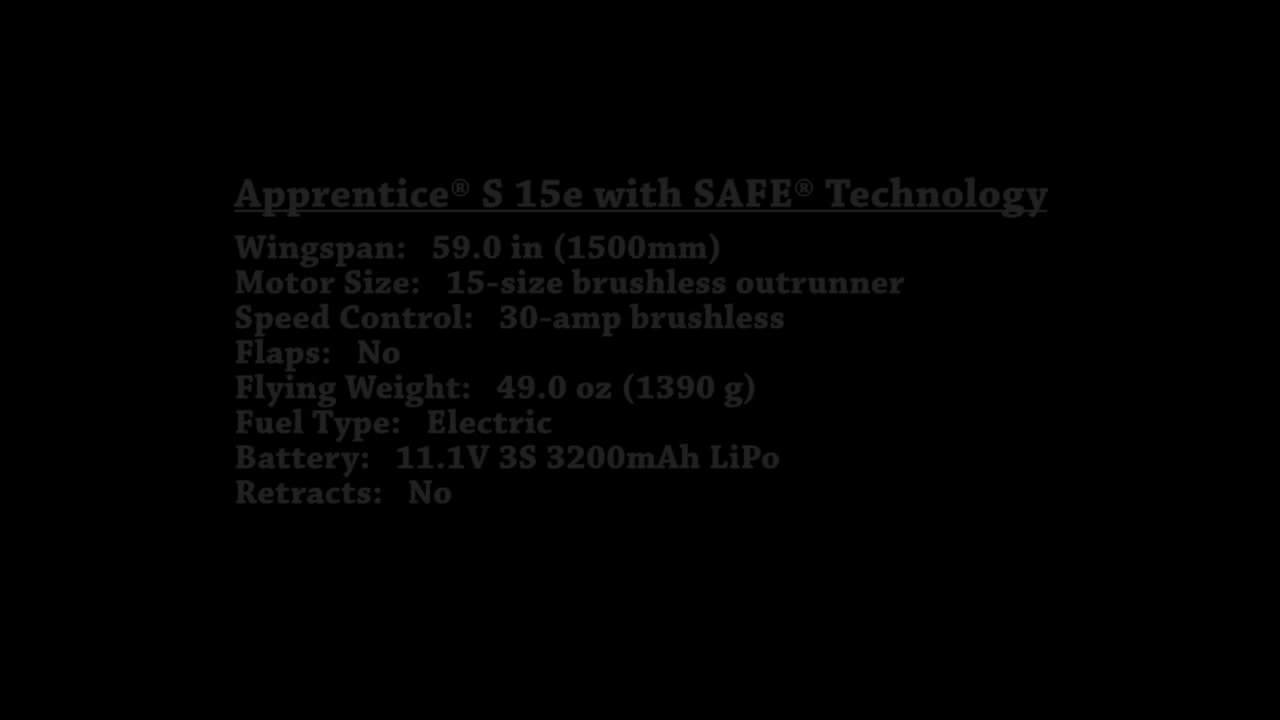 Apprentice® S 15e with SAFE® Technology
Wingspan: 59.0 in (1500mm)
Motor Size: 15-size brushless outrunner
Speed Control: 30-amp brushless
Flaps: No
Flying Weight: 49.0 oz (1390 g)
Fuel Type: Electric
Battery: 11.1V 3S 3200mAh LiPo
Retracts: No